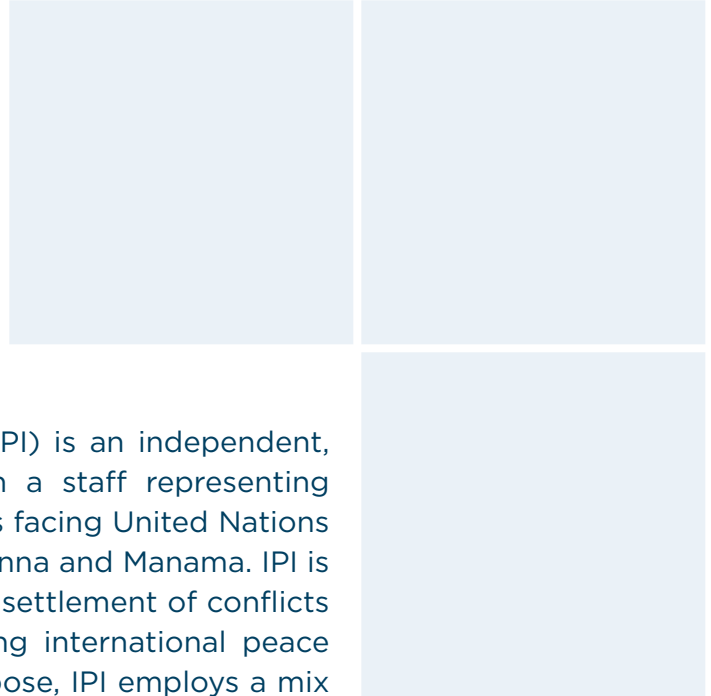 PI) is an independent,
a staff representing
s facing United Nations
nna and Manama. IPI is
settlement of conflicts
ng international peace
ose, IPI employs a mix